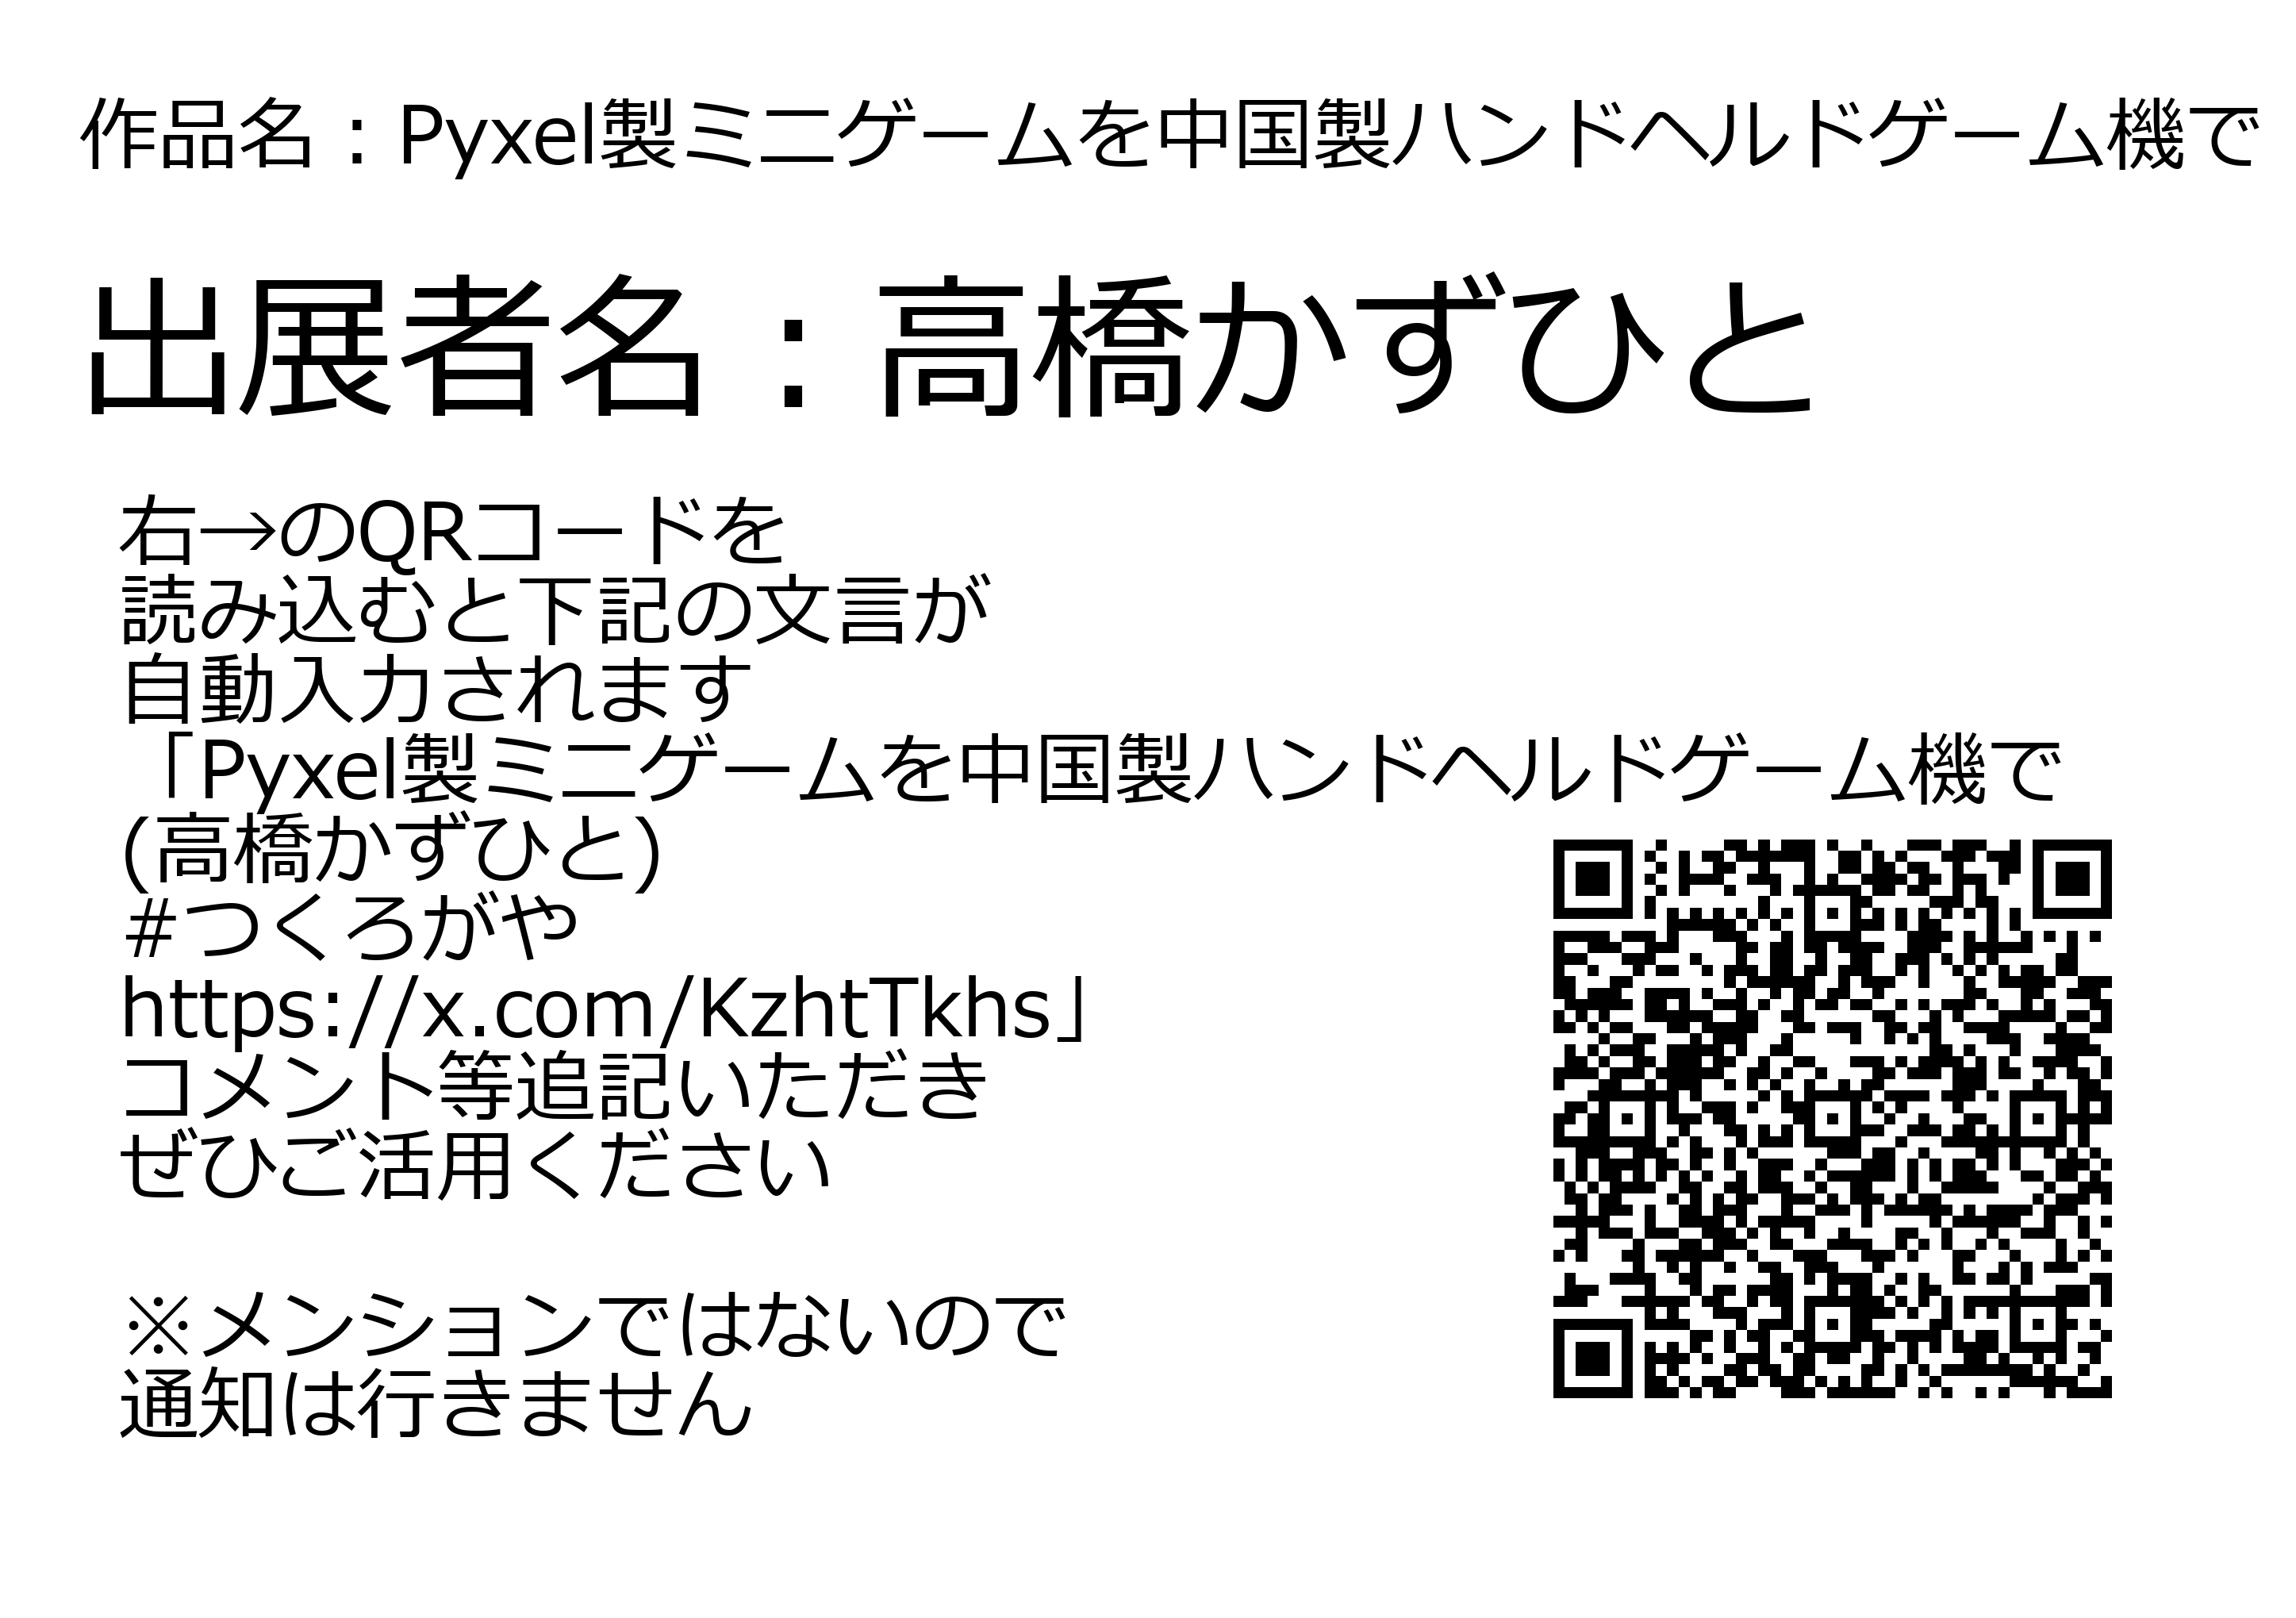 作品名：Pyxel製ミニゲームを中国製ハンドヘルドゲーム機で
出展者名：高橋かずひと
右→のQRコードを
読み込むと下記の文言が
自動入力されます
「Pyxel製ミニゲームを中国製ハンドヘルドゲーム機で
(高橋かずひと)
#つくろがや
https://x.com/KzhtTkhs」
コメント等追記いただき
ぜひご活用ください
※メンションではないので
通知は行きません